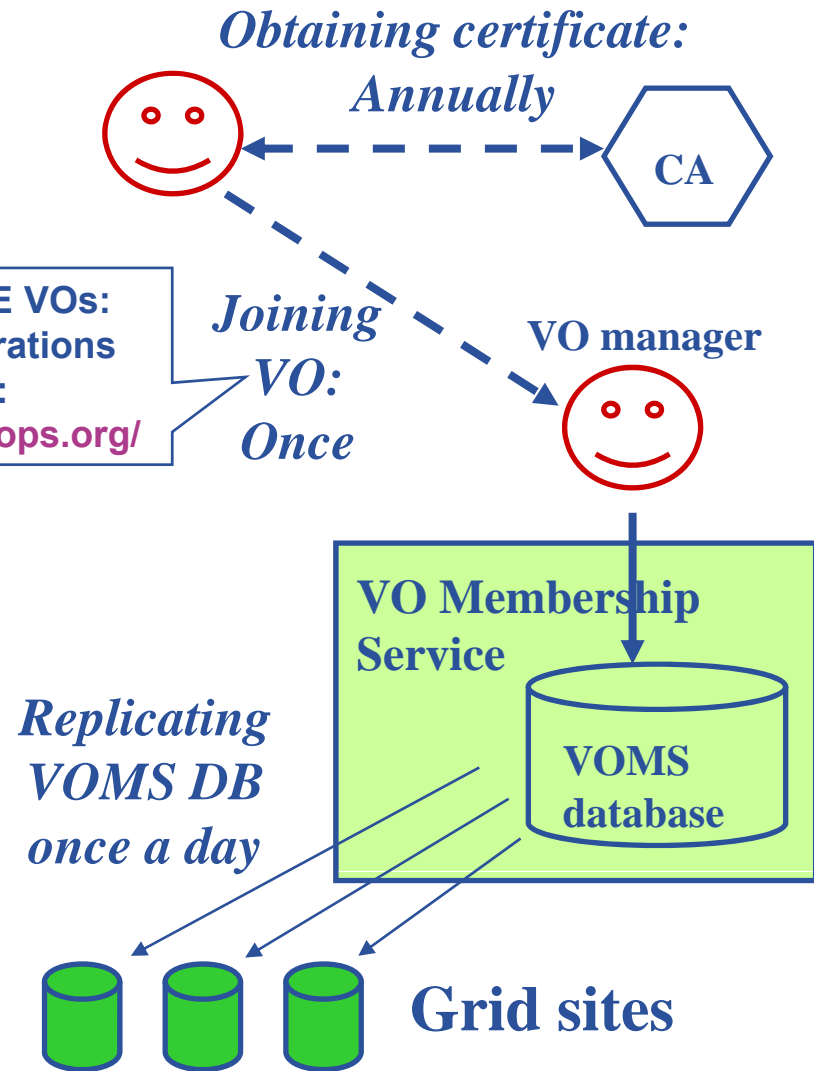 Obtaining certificate:
Annually
CA
E VOs:
rations
:
ops.org/
Joining
VO:
Once
VO manager
VO Membership
Service
VOMS
database
Replicating
VOMS DB
once a day
Grid sites